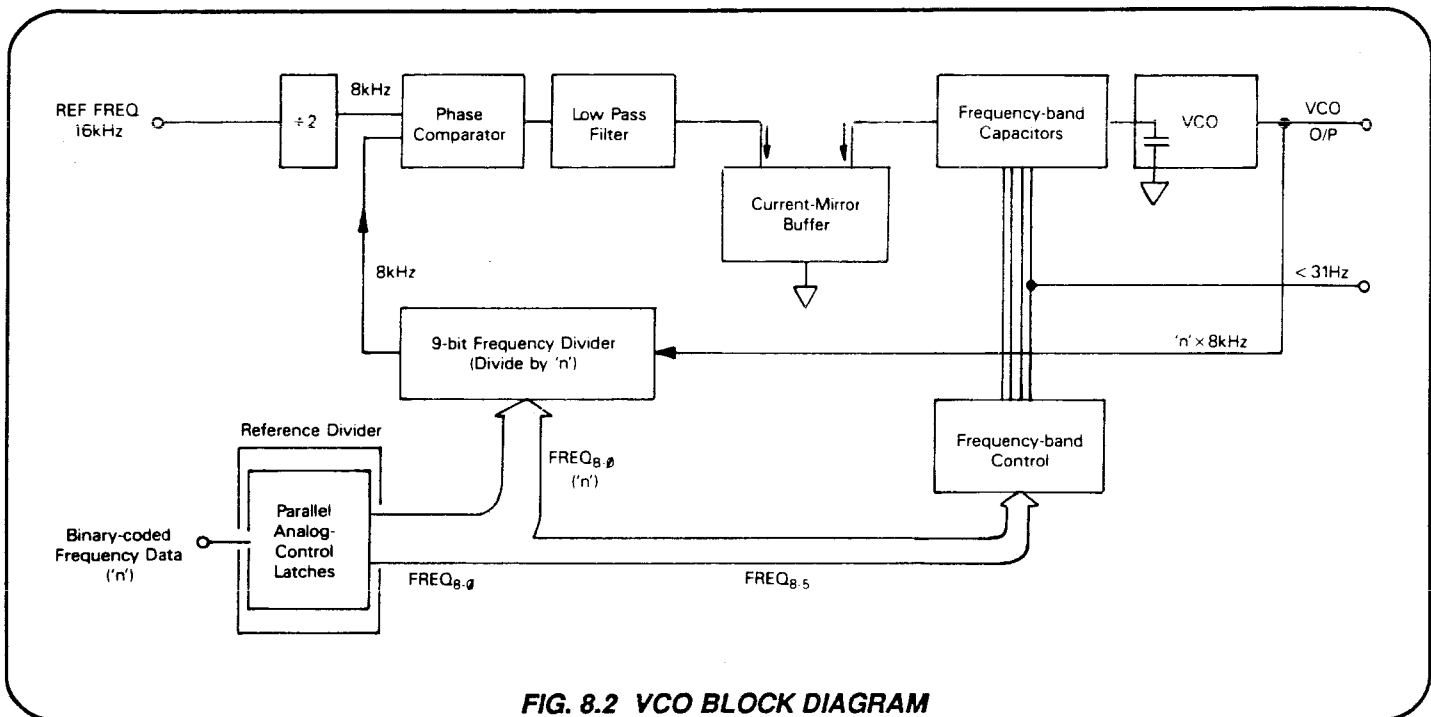 REF FREQ
16kHz
÷2
8kHz
Phase
Comparator
Low Pass
Filter
Current-Mirror
Buffer
Frequency-band
Capacitors
VCO
VCO
O/P
< 31Hz
8kHz
9-bit Frequency Divider
(Divide by 'n')
'n' × 8kHz
Reference Divider
FREQ8-0
('n')
Frequency-band
Control
Binary-coded
Frequency Data
('n')
Parallel
Analog-
Control
Latches
FREQ8-0
FREQ8-5
FIG. 8.2 VCO BLOCK DIAGRAM